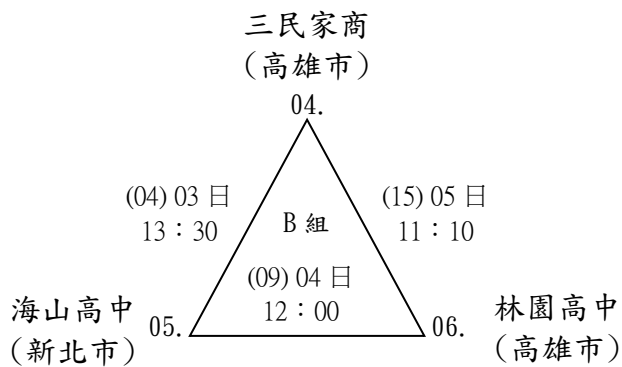 三民家商
(高雄市)
04.
(04) 03 日
13：30
(15) 05 日
11：10
B 組
(09) 04 日
12：00
海山高中
(新北市)
05.
06.
林園高中
(高雄市)